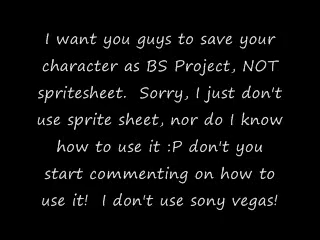 I want you guys to save your
character as BS Project, NOT
spritesheet.  Sorry, I just don't
use sprite sheet, nor do I know
how to use it :P don't you
start commenting on how to
use it!  I don't use sony vegas!